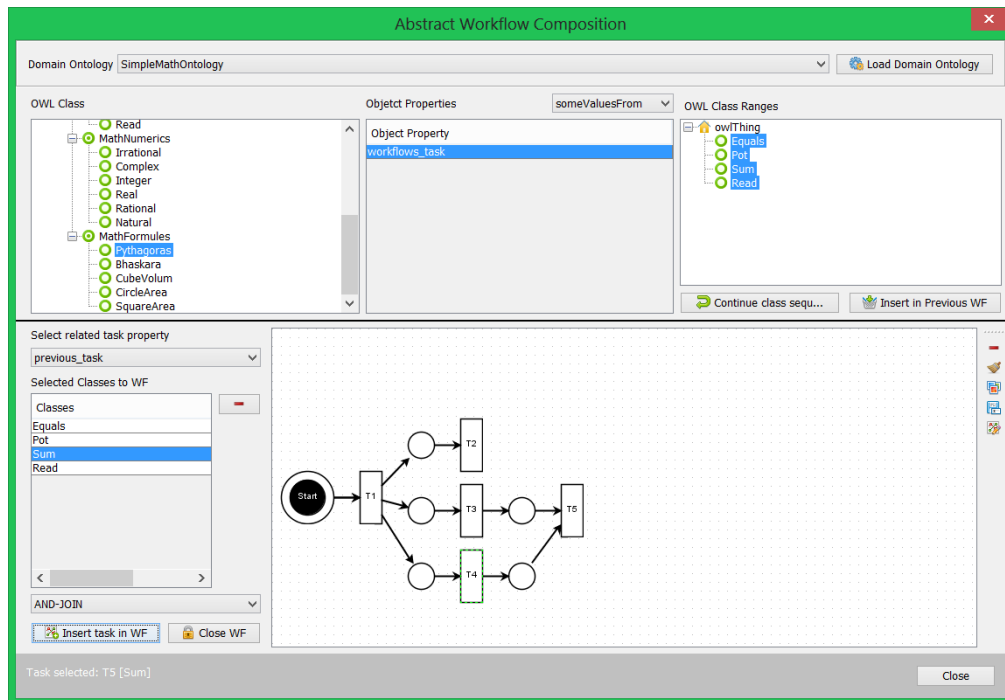 Abstract Workflow Composition
Domain Ontology SimpleMathOntology Load Domain Ontology
OWL Class
Objetct Properties someValuesFrom
OWL Class Ranges
Read
MathNumerics
Irrational
Complex
Integer
Real
Rational
Natural
MathFormules
Pythagoras
Bhaskara
CubeVolum
CircleArea
SquareArea
Object Property
workflows_task
owlThing
Equals
Pot
Sum
Read
Continue class sequ... Insert in Previous WF
Select related task property
previous_task
Selected Classes to WF
Classes
Equals
Pot
Sum
Read
AND-JOIN
Insert task in WF Close WF
Start
T1
T2
T3
T5
T4
Task selected: T5 [Sum]
Close